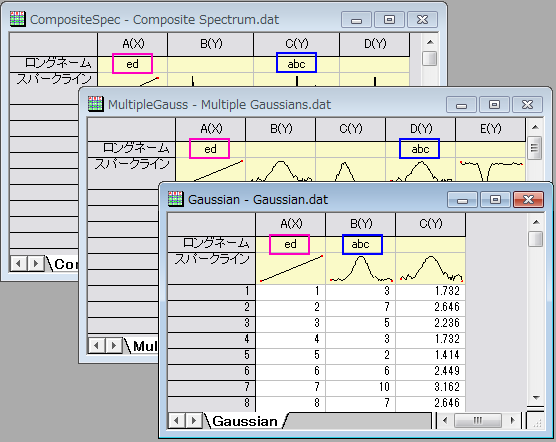 CompositeSpec - Composite Spectrum.dat
A(X) B(Y) C(Y) D(Y)
ロングネーム ed abc
スパークライン
Con
MultipleGauss - Multiple Gaussians.dat
A(X) B(Y) C(Y) D(Y) E(Y)
ロングネーム ed abc
スパークライン
Mul
Gaussian - Gaussian.dat
A(X) B(Y) C(Y)
ロングネーム ed abc
スパークライン
1 1 3 1.732
2 2 7 2.646
3 3 5 2.236
4 4 3 1.732
5 5 2 1.414
6 6 6 2.449
7 7 10 3.162
8 8 7 2.646
Gaussian